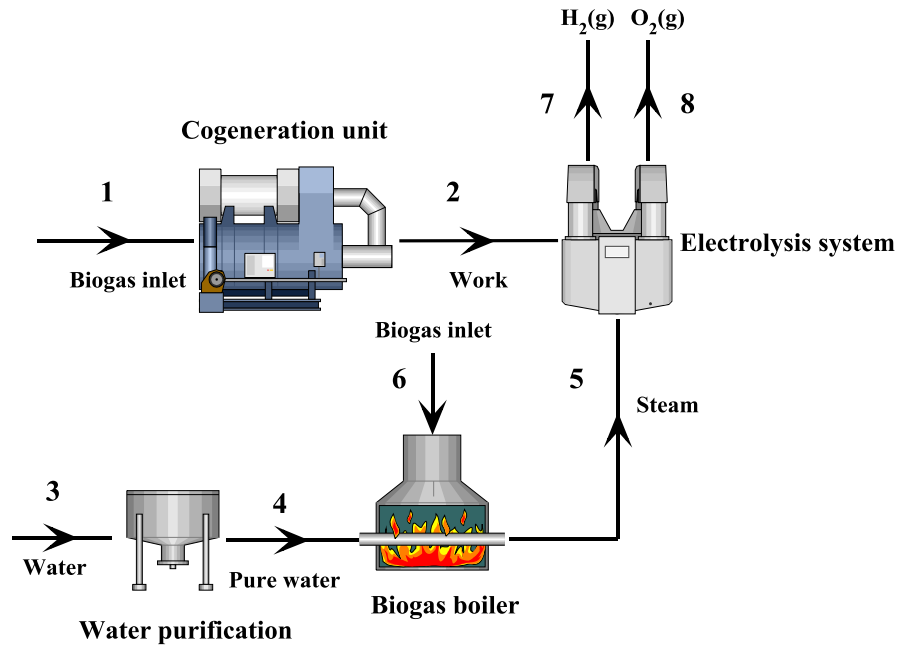 H₂(g) O₂(g)
7
8
Cogeneration unit
1
2
Biogas inlet
Work
Electrolysis system
Biogas inlet
6
5
Steam
3
4
Water
Pure water
Biogas boiler
Water purification